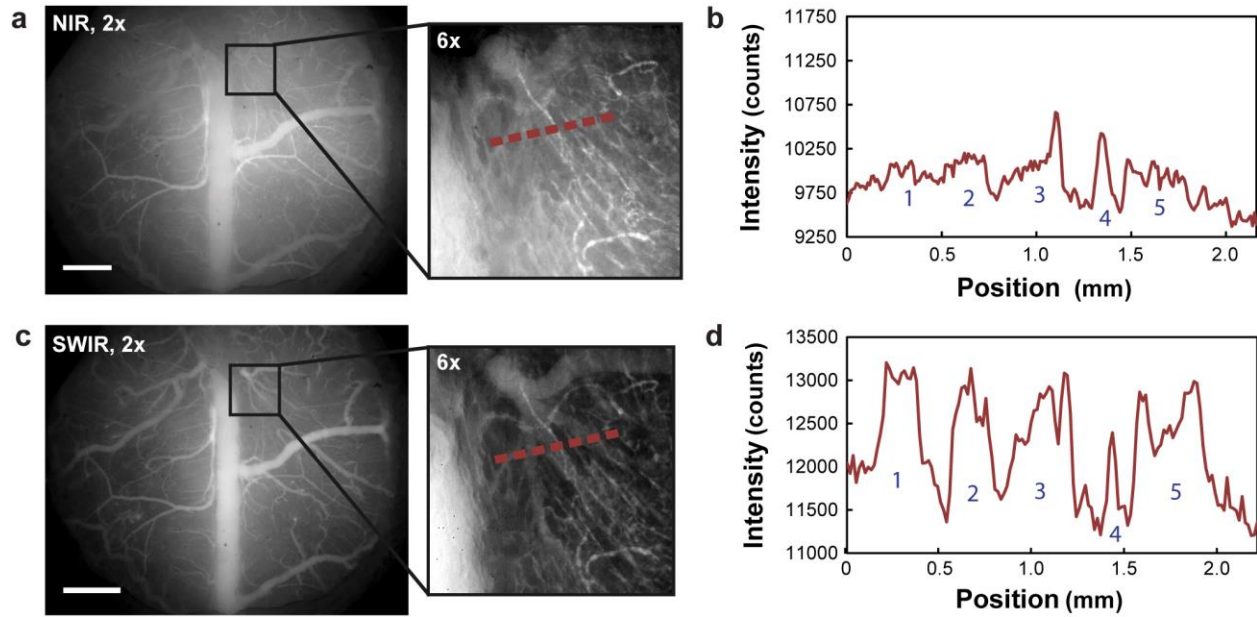 a
NIR, 2x
6x
b
Intensity (counts)
11750
11250
10750
10250
9750
9250
1
2
3
4
5
0
0.5
1.0
1.5
2.0
Position (mm)
c
SWIR, 2x
6x
d
Intensity (counts)
13500
13000
12500
12000
11500
11000
1
2
3
4
5
0
0.5
1.0
1.5
2.0
Position (mm)